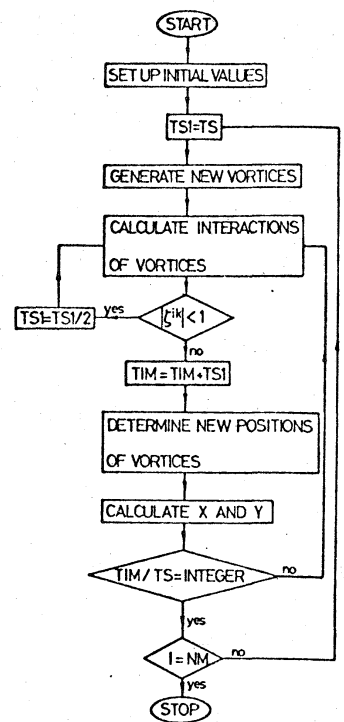 START
SET UP INITIAL VALUES
TS1=TS
GENERATE NEW VORTICES
CALCULATE INTERACTIONS
OF VORTICES
TS1=TS1/2
yes
|ζ^ik|<1
no
TIM=TIM+TS1
DETERMINE NEW POSITIONS
OF VORTICES
CALCULATE X AND Y
TIM/TS=INTEGER
no
yes
I=NM
no
yes
STOP